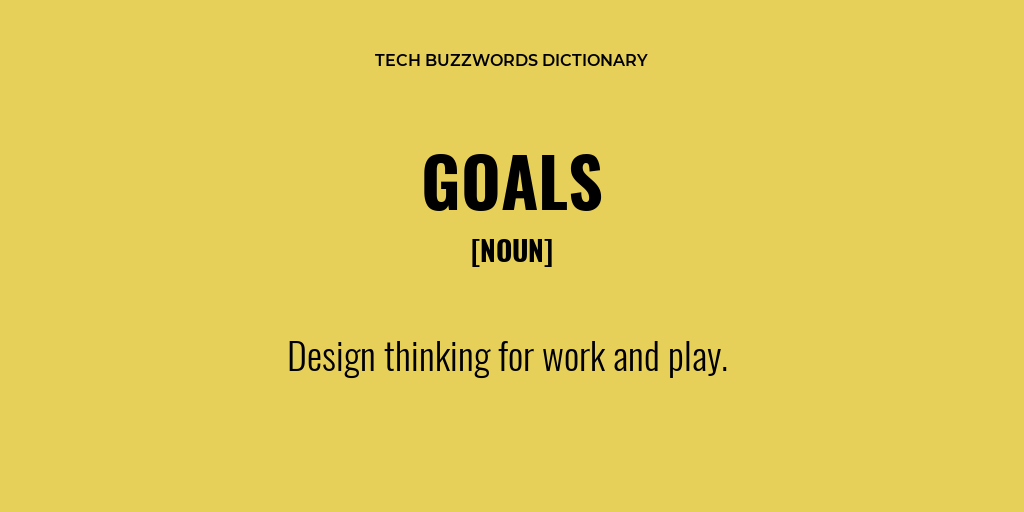 TECH BUZZWORDS DICTIONARY
GOALS
[NOUN]
Design thinking for work and play.